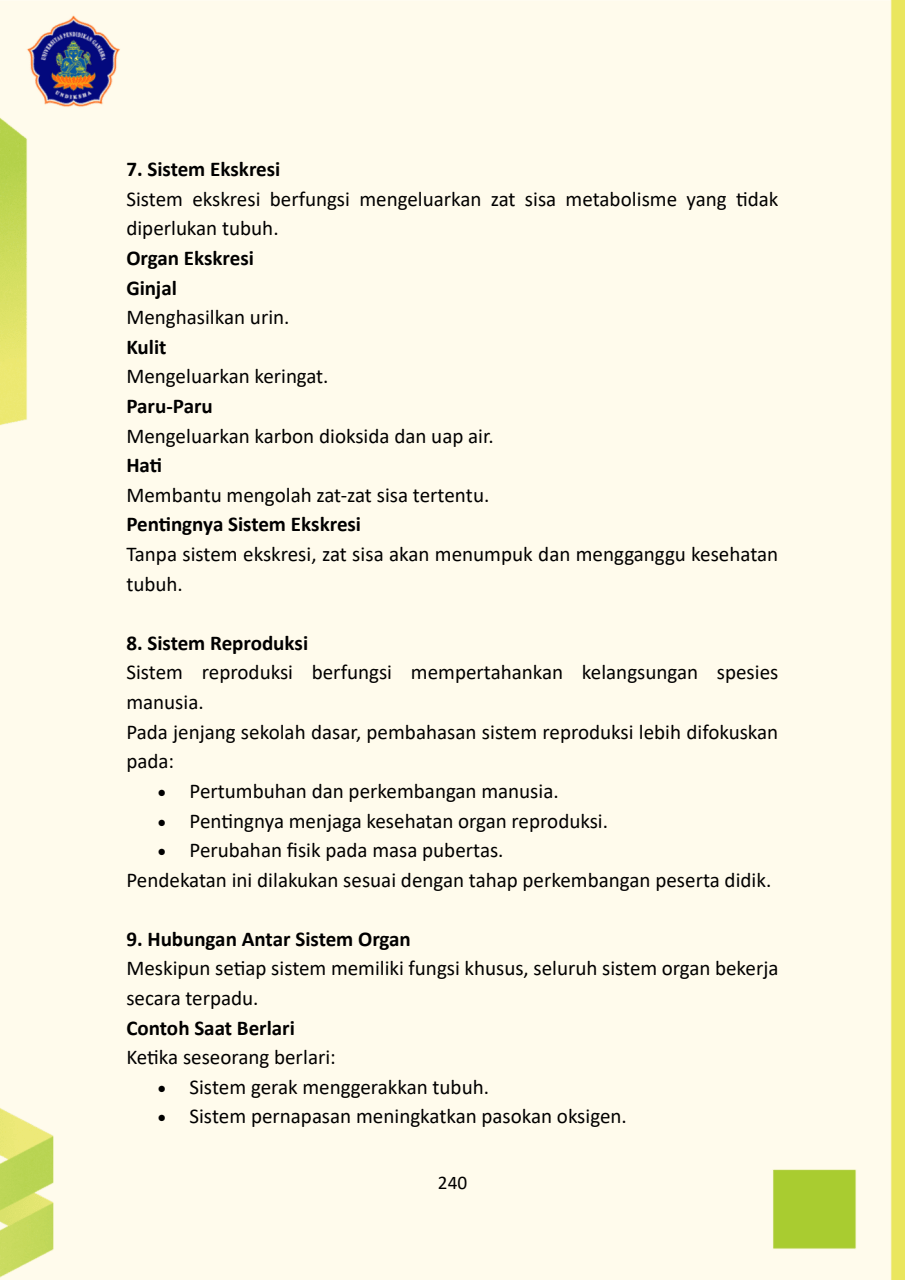 UNIVERSITAS PENDIDIKAN GANESHA
UNDIKSHA
7. Sistem Ekskresi
Sistem ekskresi berfungsi mengeluarkan zat sisa metabolisme yang tidak
diperlukan tubuh.
Organ Ekskresi
Ginjal
Menghasilkan urin.
Kulit
Mengeluarkan keringat.
Paru-Paru
Mengeluarkan karbon dioksida dan uap air.
Hati
Membantu mengolah zat-zat sisa tertentu.
Pentingnya Sistem Ekskresi
Tanpa sistem ekskresi, zat sisa akan menumpuk dan mengganggu kesehatan
tubuh.
8. Sistem Reproduksi
Sistem reproduksi berfungsi mempertahankan kelangsungan spesies
manusia.
Pada jenjang sekolah dasar, pembahasan sistem reproduksi lebih difokuskan
pada:
• Pertumbuhan dan perkembangan manusia.
• Pentingnya menjaga kesehatan organ reproduksi.
• Perubahan fisik pada masa pubertas.
Pendekatan ini dilakukan sesuai dengan tahap perkembangan peserta didik.
9. Hubungan Antar Sistem Organ
Meskipun setiap sistem memiliki fungsi khusus, seluruh sistem organ bekerja
secara terpadu.
Contoh Saat Berlari
Ketika seseorang berlari:
• Sistem gerak menggerakkan tubuh.
• Sistem pernapasan meningkatkan pasokan oksigen.
240